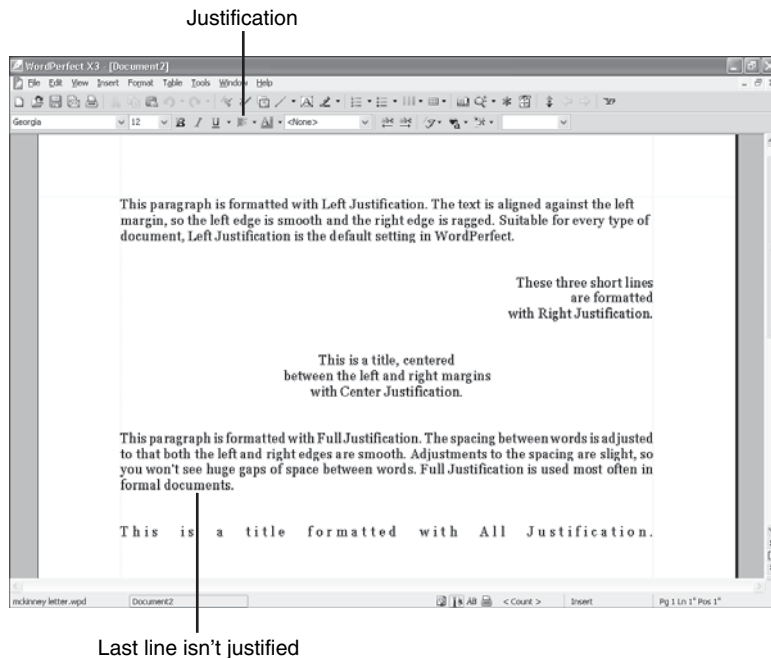 Justification
WordPerfect X3 - [Document2]
File Edit View Insert Format Table Tools Window Help
Georgia 12 B I U <None>
This paragraph is formatted with Left Justification. The text is aligned against the left
margin, so the left edge is smooth and the right edge is ragged. Suitable for every type of
document, Left Justification is the default setting in WordPerfect.
These three short lines
are formatted
with Right Justification.
This is a title, centered
between the left and right margins
with Center Justification.
This paragraph is formatted with Full Justification. The spacing between words is adjusted
to that both the left and right edges are smooth. Adjustments to the spacing are slight, so
you won't see huge gaps of space between words. Full Justification is used most often in
formal documents.
This is a title formatted with All Justification.
mckinney letter.wpd Document2 AB < Count > Insert Pg 1 Ln 1" Pos 1"
Last line isn't justified